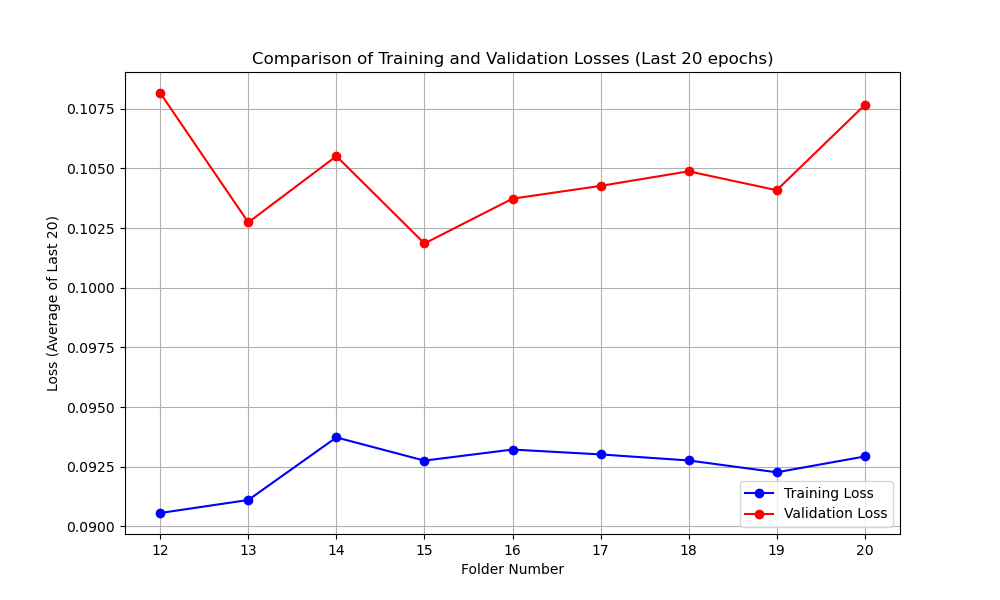 Comparison of Training and Validation Losses (Last 20 epochs)
Loss (Average of Last 20)
0.1075
0.1050
0.1025
0.1000
0.0975
0.0950
0.0925
0.0900
12 13 14 15 16 17 18 19 20
Folder Number
Training Loss
Validation Loss